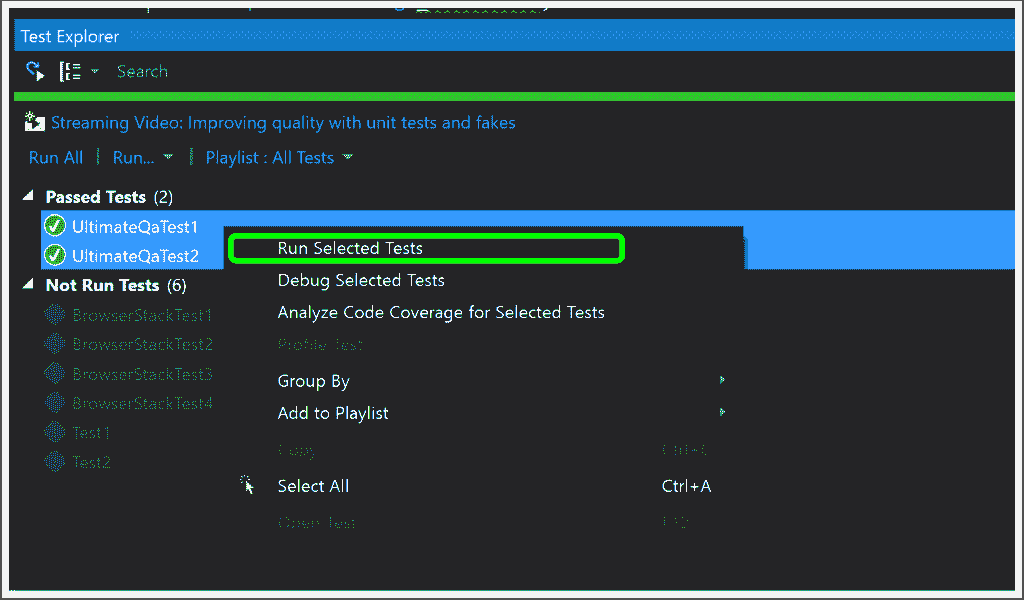 Test Explorer
Search
Streaming Video: Improving quality with unit tests and fakes
Run All | Run... | Playlist : All Tests
Passed Tests (2)
UltimateQaTest1
UltimateQaTest2
Run Selected Tests
Debug Selected Tests
Analyze Code Coverage for Selected Tests
Profile Test
Group By
Add to Playlist
Copy Ctrl+C
Select All Ctrl+A
Open Test F12
Not Run Tests (6)
BrowserStackTest1
BrowserStackTest2
BrowserStackTest3
BrowserStackTest4
Test1
Test2